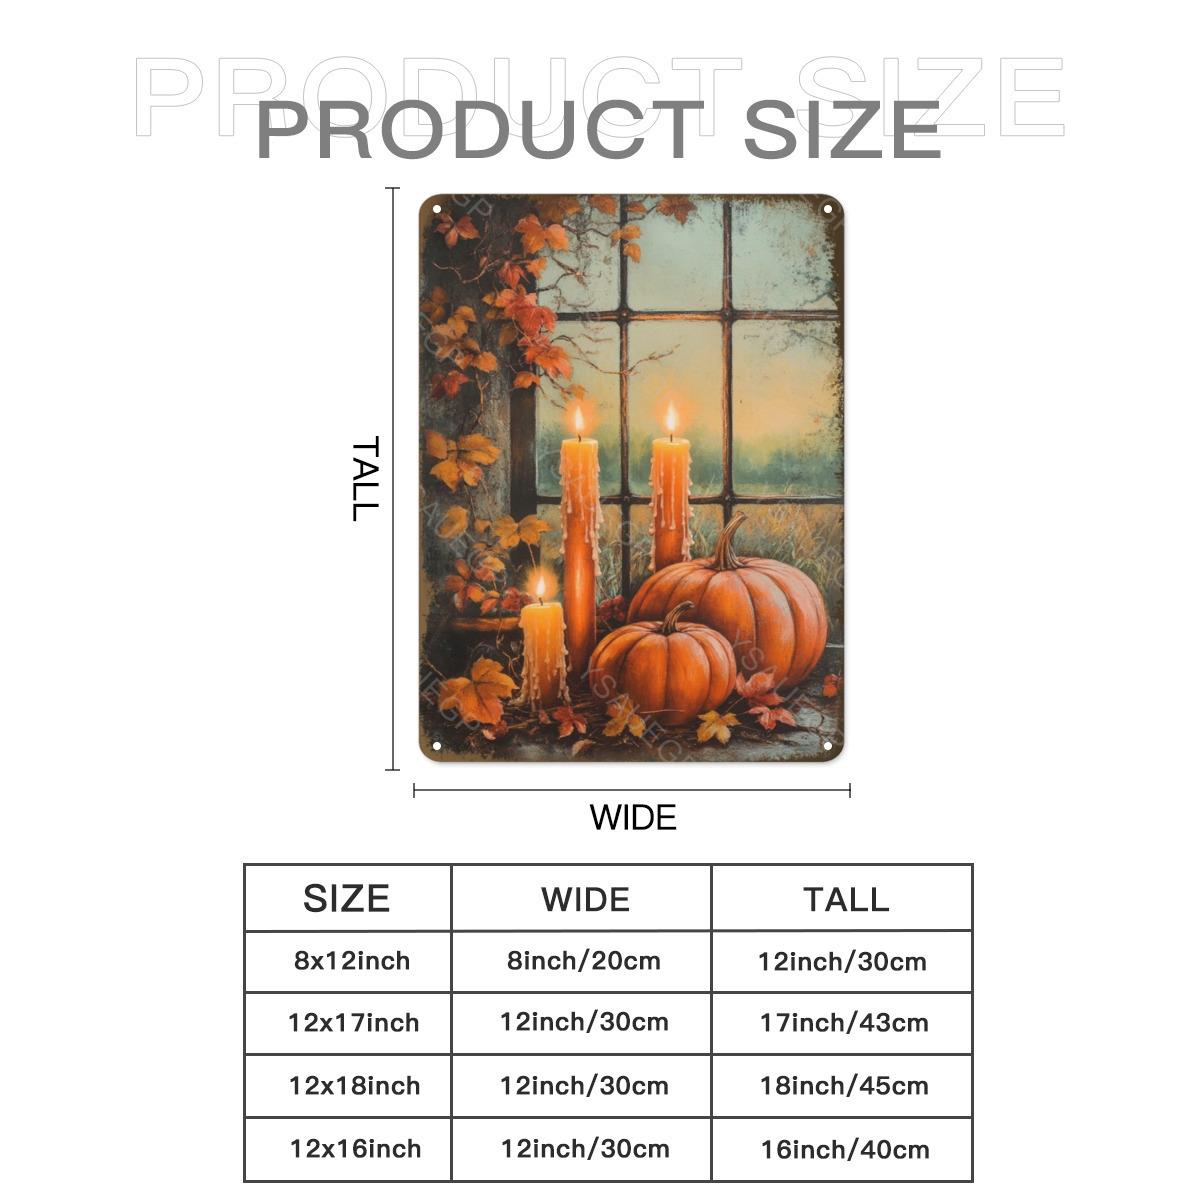 PRODUCT SIZE
PRODUCT SIZE
TALL
WIDE
SIZE WIDE TALL
8x12inch 8inch/20cm 12inch/30cm
12x17inch 12inch/30cm 17inch/43cm
12x18inch 12inch/30cm 18inch/45cm
12x16inch 12inch/30cm 16inch/40cm